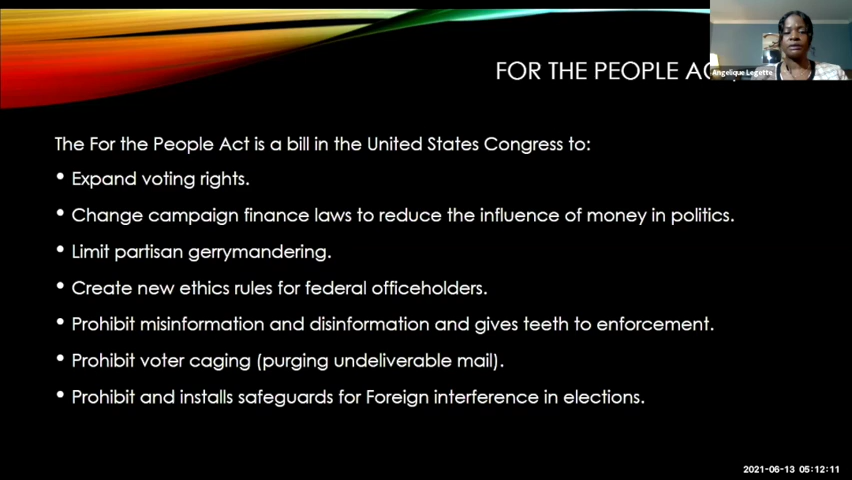 FOR THE PEOPLE
Angelique Legette
The For the People Act is a bill in the United States Congress to:
• Expand voting rights.
• Change campaign finance laws to reduce the influence of money in politics.
• Limit partisan gerrymandering.
• Create new ethics rules for federal officeholders.
• Prohibit misinformation and disinformation and gives teeth to enforcement.
• Prohibit voter caging (purging undeliverable mail).
• Prohibit and installs safeguards for Foreign interference in elections.
2021-06-13 05:12:11